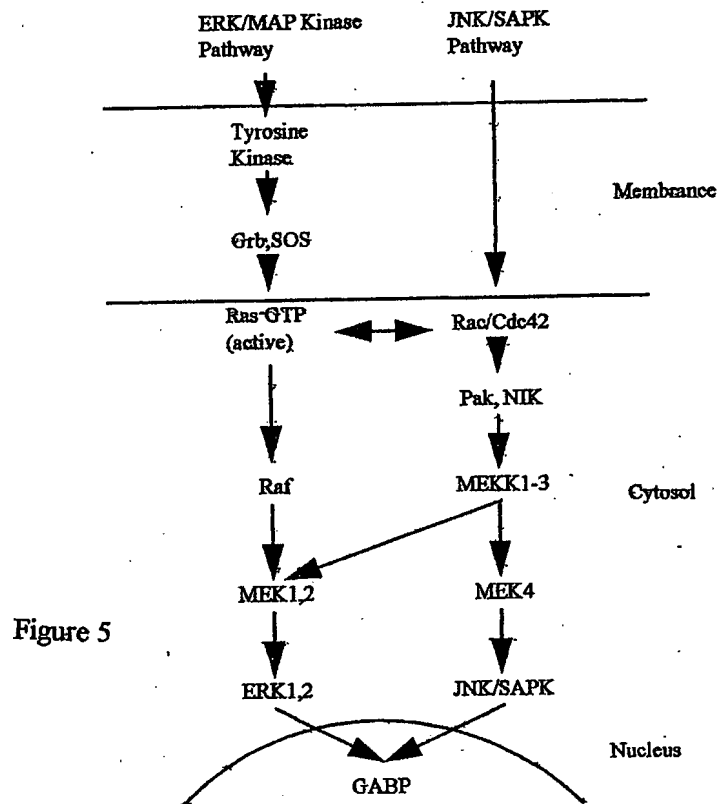 ERK/MAP Kinase
Pathway
JNK/SAPK
Pathway
Tyrosine
Kinase
Membrance
Grb,SOS
Ras-GTP
(active)
Rac/Cdc42
Pak, NIK
Raf
MEKK1-3
Cytosol
MEK1,2
MEK4
Figure 5
ERK1,2
JNK/SAPK
Nucleus
GABP